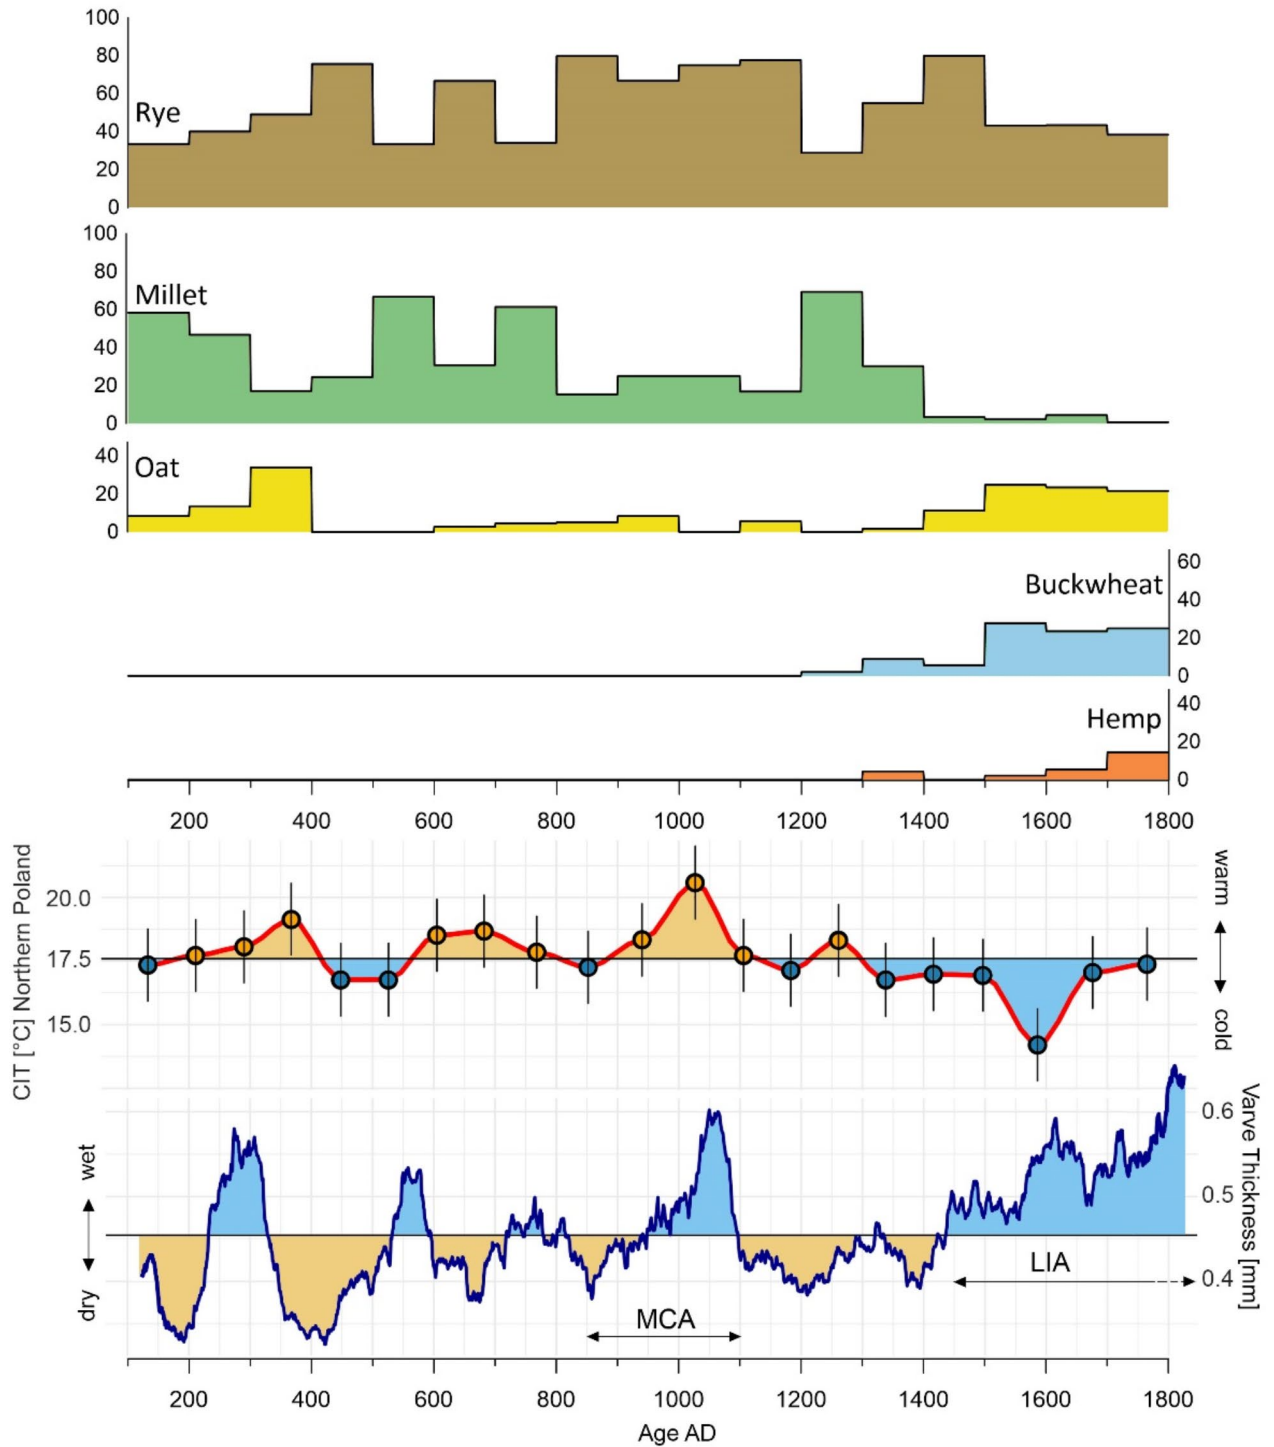 100
80
60
40
20
0
Rye
100
80
60
40
20
0
Millet
40
20
0
Oat
Buckwheat
60
40
20
0
Hemp
40
20
0
200 400 600 800 1000 1200 1400 1600 1800
CIT [°C] Northern Poland
20.0
17.5
15.0
warm
cold
wet
dry
0.6
0.5
0.4
Varve Thickness [mm]
LIA
MCA
200 400 600 800 1000 1200 1400 1600 1800
Age AD